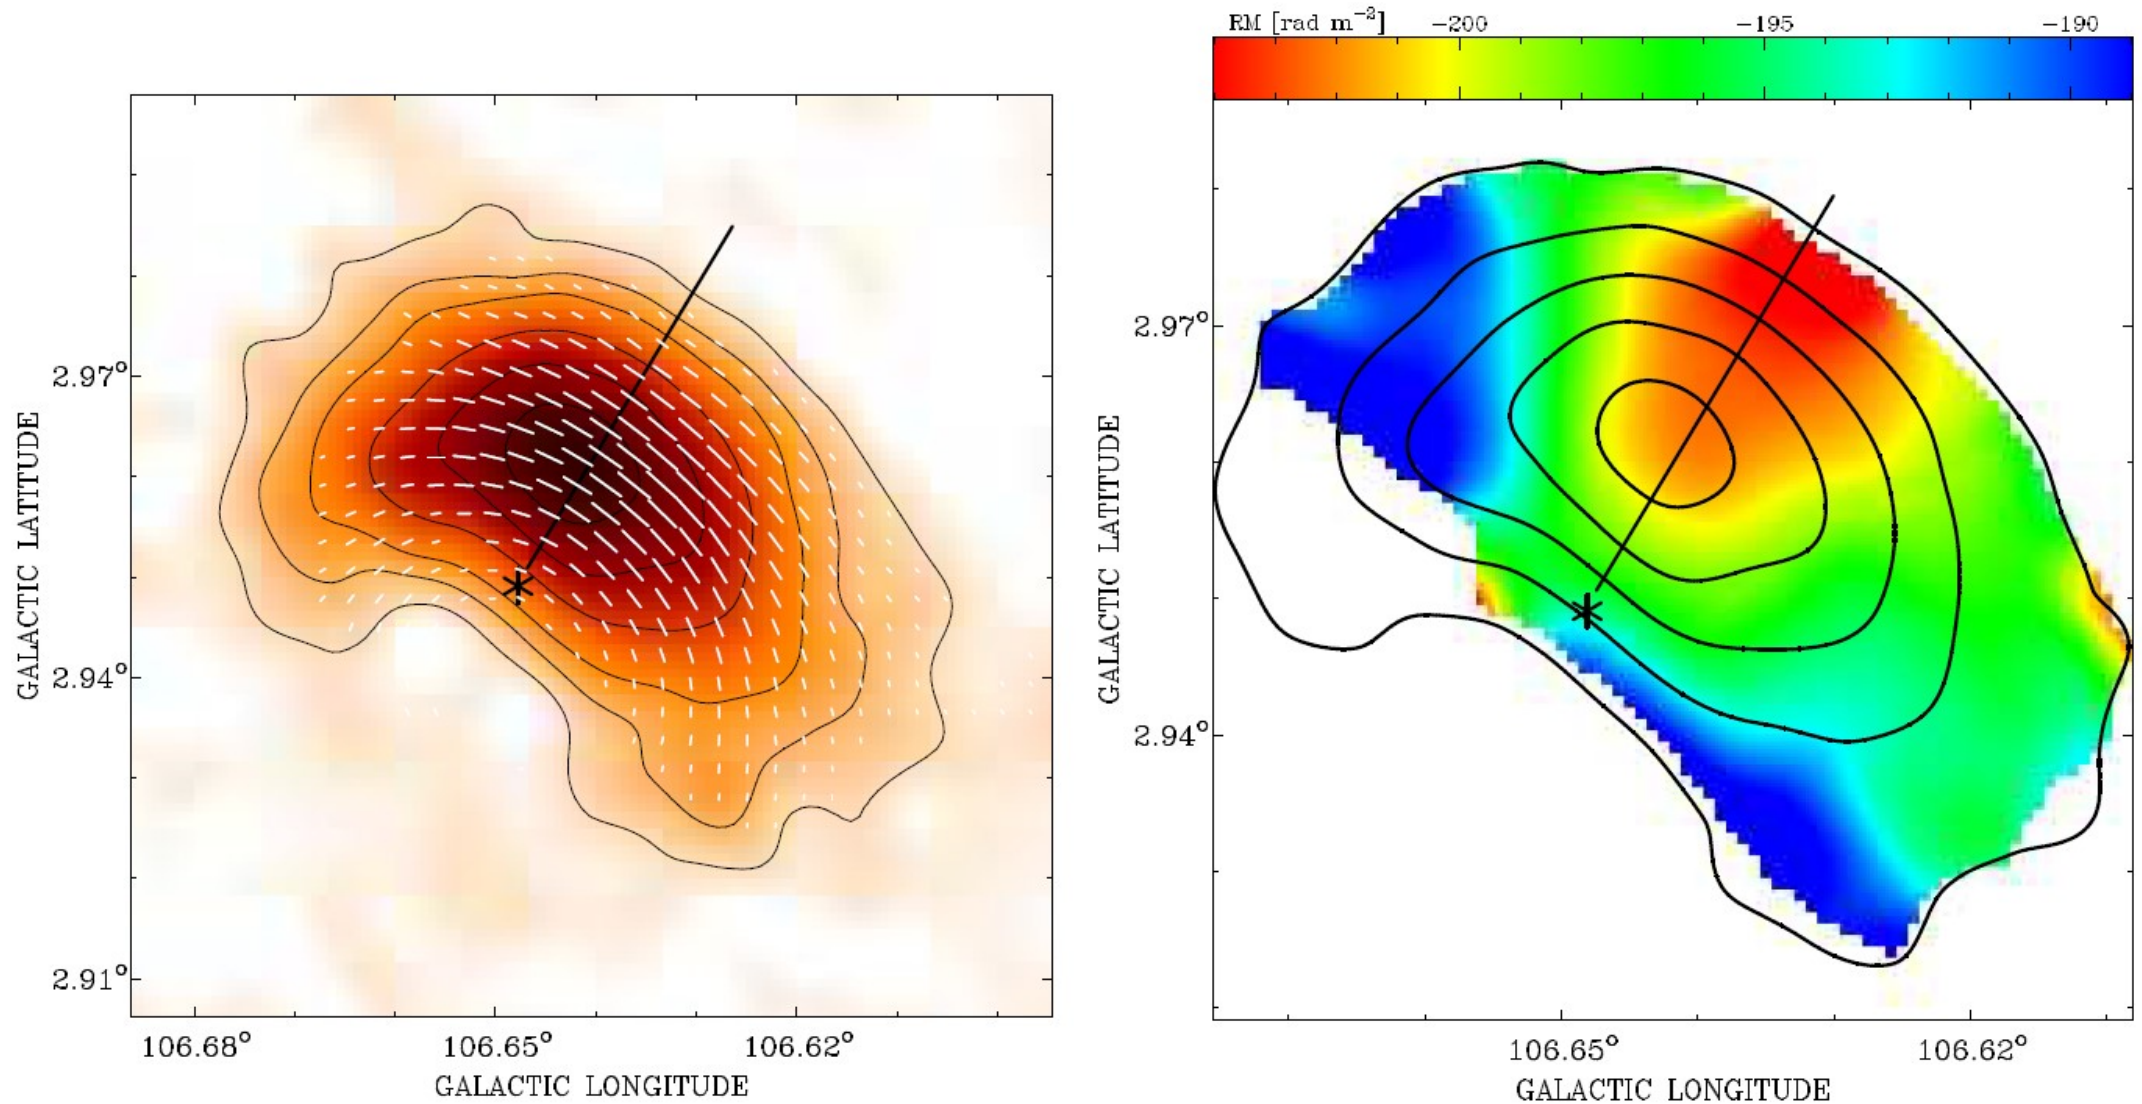 GALACTIC LATITUDE
2.97°
2.94°
2.91°
106.68°
106.65°
106.62°
GALACTIC LONGITUDE
RM [rad m⁻²]
−200
−195
−190
GALACTIC LATITUDE
2.97°
2.94°
106.65°
106.62°
GALACTIC LONGITUDE